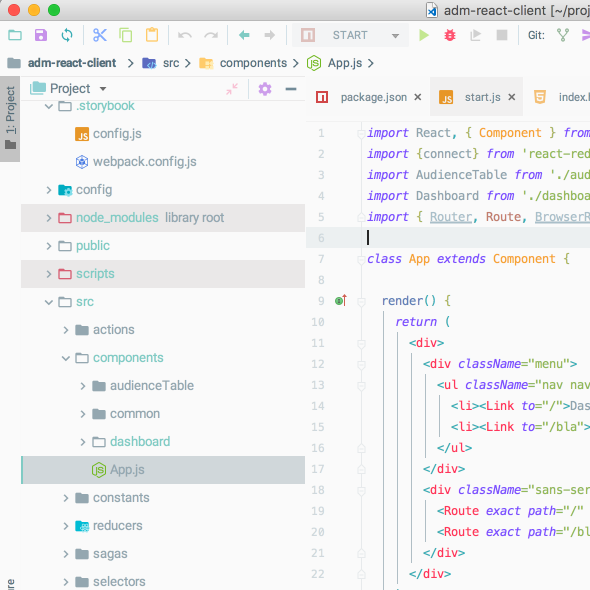 adm-react-client [~/proj
START
Git:
adm-react-client
src
components
App.js
1: Project
Project
package.json
start.js
index.
.storybook
config.js
webpack.config.js
config
node_modules library root
public
scripts
src
actions
components
audienceTable
common
dashboard
App.js
constants
reducers
sagas
selectors
1 import React, { Component } from
2 import {connect} from 'react-red
3 import AudienceTable from './aud
4 import Dashboard from './dashboa
5 import { Router, Route, BrowserR
6
7 class App extends Component {
8
9 render() {
10 return (
11 <div>
12 <div className="menu">
13 <ul className="nav nav
14 <li><Link to="/">Das
15 <li><Link to="/bla">
16 </ul>
17 </div>
18 <div className="sans-ser
19 <Route exact path="/"
20 <Route exact path="/bl
21 </div>
22 </div>